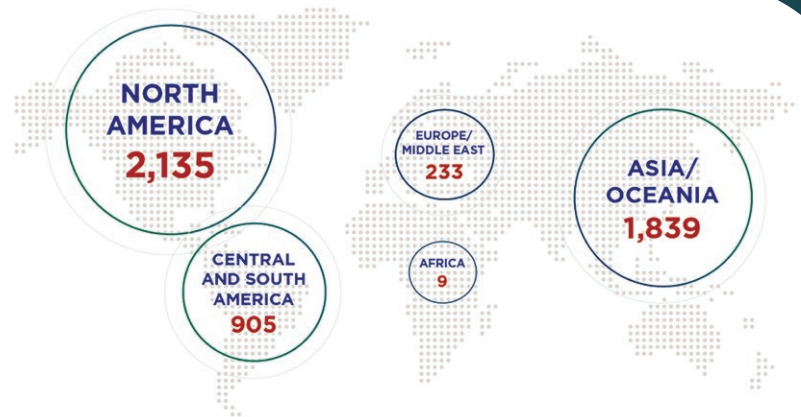 NORTH
AMERICA
2,135
EUROPE/
MIDDLE EAST
233
ASIA/
OCEANIA
1,839
CENTRAL
AND SOUTH
AMERICA
905
AFRICA
9